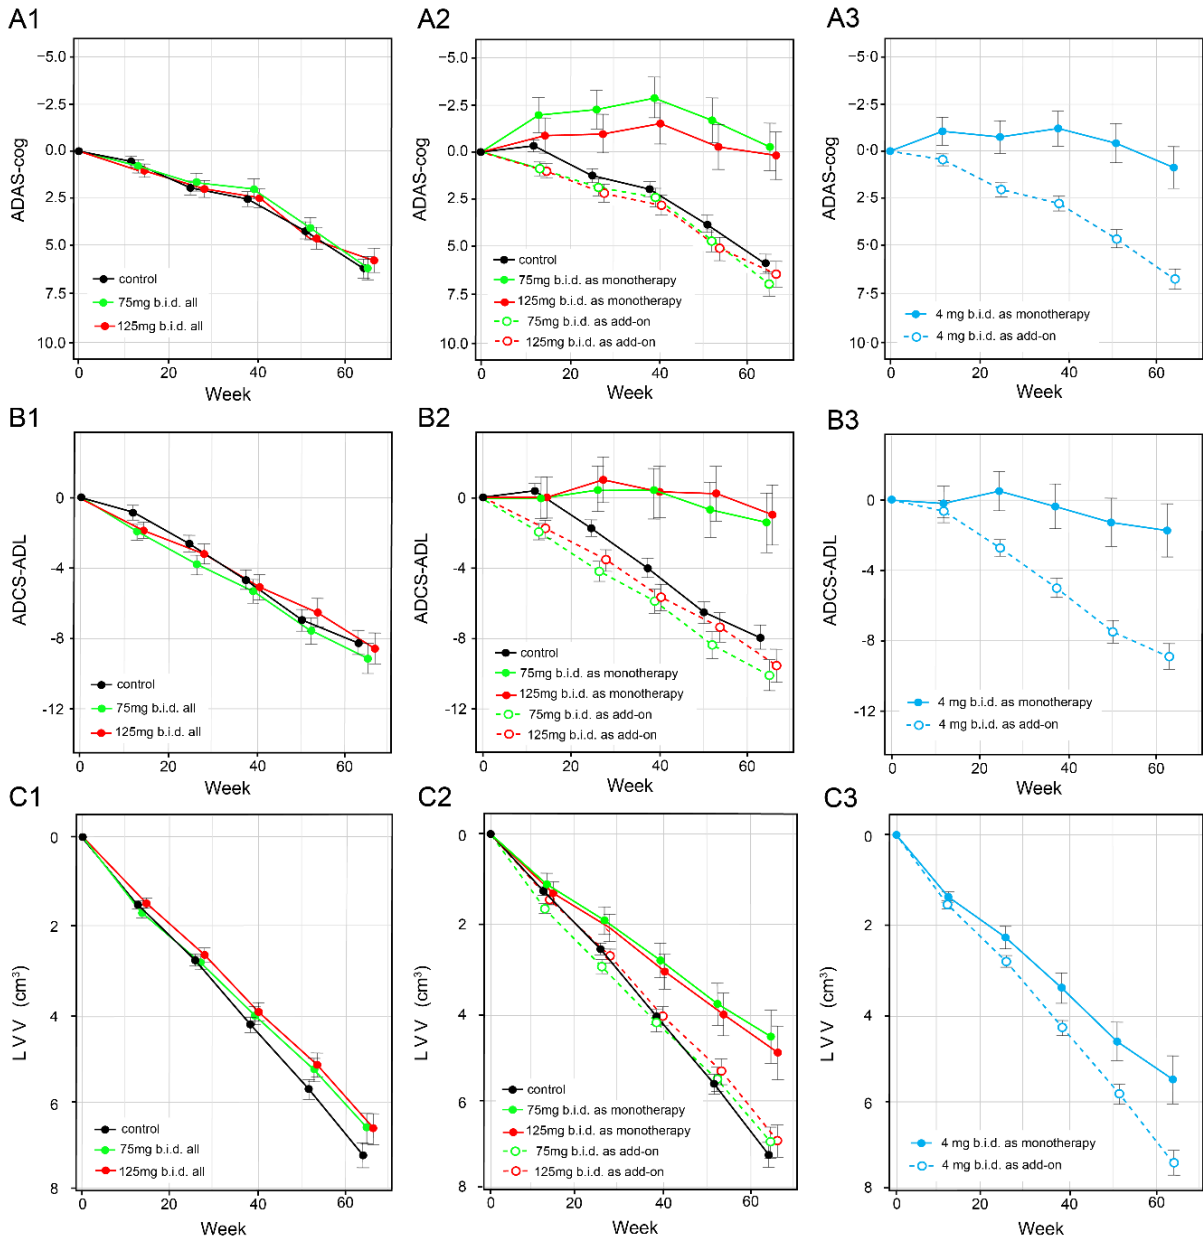 A1
ADAS-cog
−5·0
−2·5
0·0
2·5
5·0
7·5
10·0
control
75mg b.i.d. all
125mg b.i.d. all
0
20
40
60
Week
A2
ADAS-cog
−5·0
−2·5
0·0
2·5
5·0
7·5
10·0
control
75mg b.i.d. as monotherapy
125mg b.i.d. as monotherapy
75mg b.i.d. as add-on
125mg b.i.d. as add-on
0
20
40
60
Week
A3
ADAS-cog
−5·0
−2·5
0·0
2·5
5·0
7·5
10·0
4 mg b.i.d. as monotherapy
4 mg b.i.d. as add-on
0
20
40
60
Week
B1
ADCS-ADL
0
-4
-8
-12
control
75mg b.i.d. all
125mg b.i.d. all
0
20
40
60
Week
B2
ADCS-ADL
0
-4
-8
-12
control
75mg b.i.d. as monotherapy
125mg b.i.d. as monotherapy
75mg b.i.d. as add-on
125mg b.i.d. as add-on
0
20
40
60
Week
B3
ADCS-ADL
0
-4
-8
-12
4 mg b.i.d. as monotherapy
4 mg b.i.d. as add-on
0
20
40
60
Week
C1
L V V (cm³)
0
2
4
6
8
control
75mg b.i.d. all
125mg b.i.d. all
0
20
40
60
Week
C2
L V V (cm³)
0
2
4
6
8
control
75mg b.i.d. as monotherapy
125mg b.i.d. as monotherapy
75mg b.i.d. as add-on
125mg b.i.d. as add-on
0
20
40
60
Week
C3
L V V (cm³)
0
2
4
6
8
4 mg b.i.d. as monotherapy
4 mg b.i.d. as add-on
0
20
40
60
Week